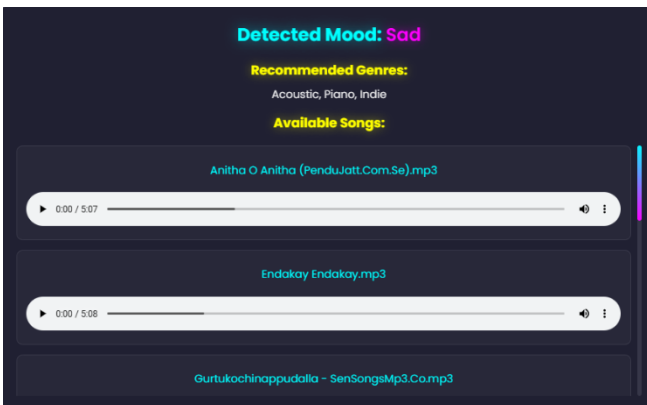 Detected Mood: Sad
Recommended Genres:
Acoustic, Piano, Indie
Available Songs:
Anitha O Anitha (PenduJatt.Com.Se).mp3
0:00 / 5:07
Endakay Endakay.mp3
0:00 / 5:08
Gurtukochinappudalla - SenSongsMp3.Co.mp3